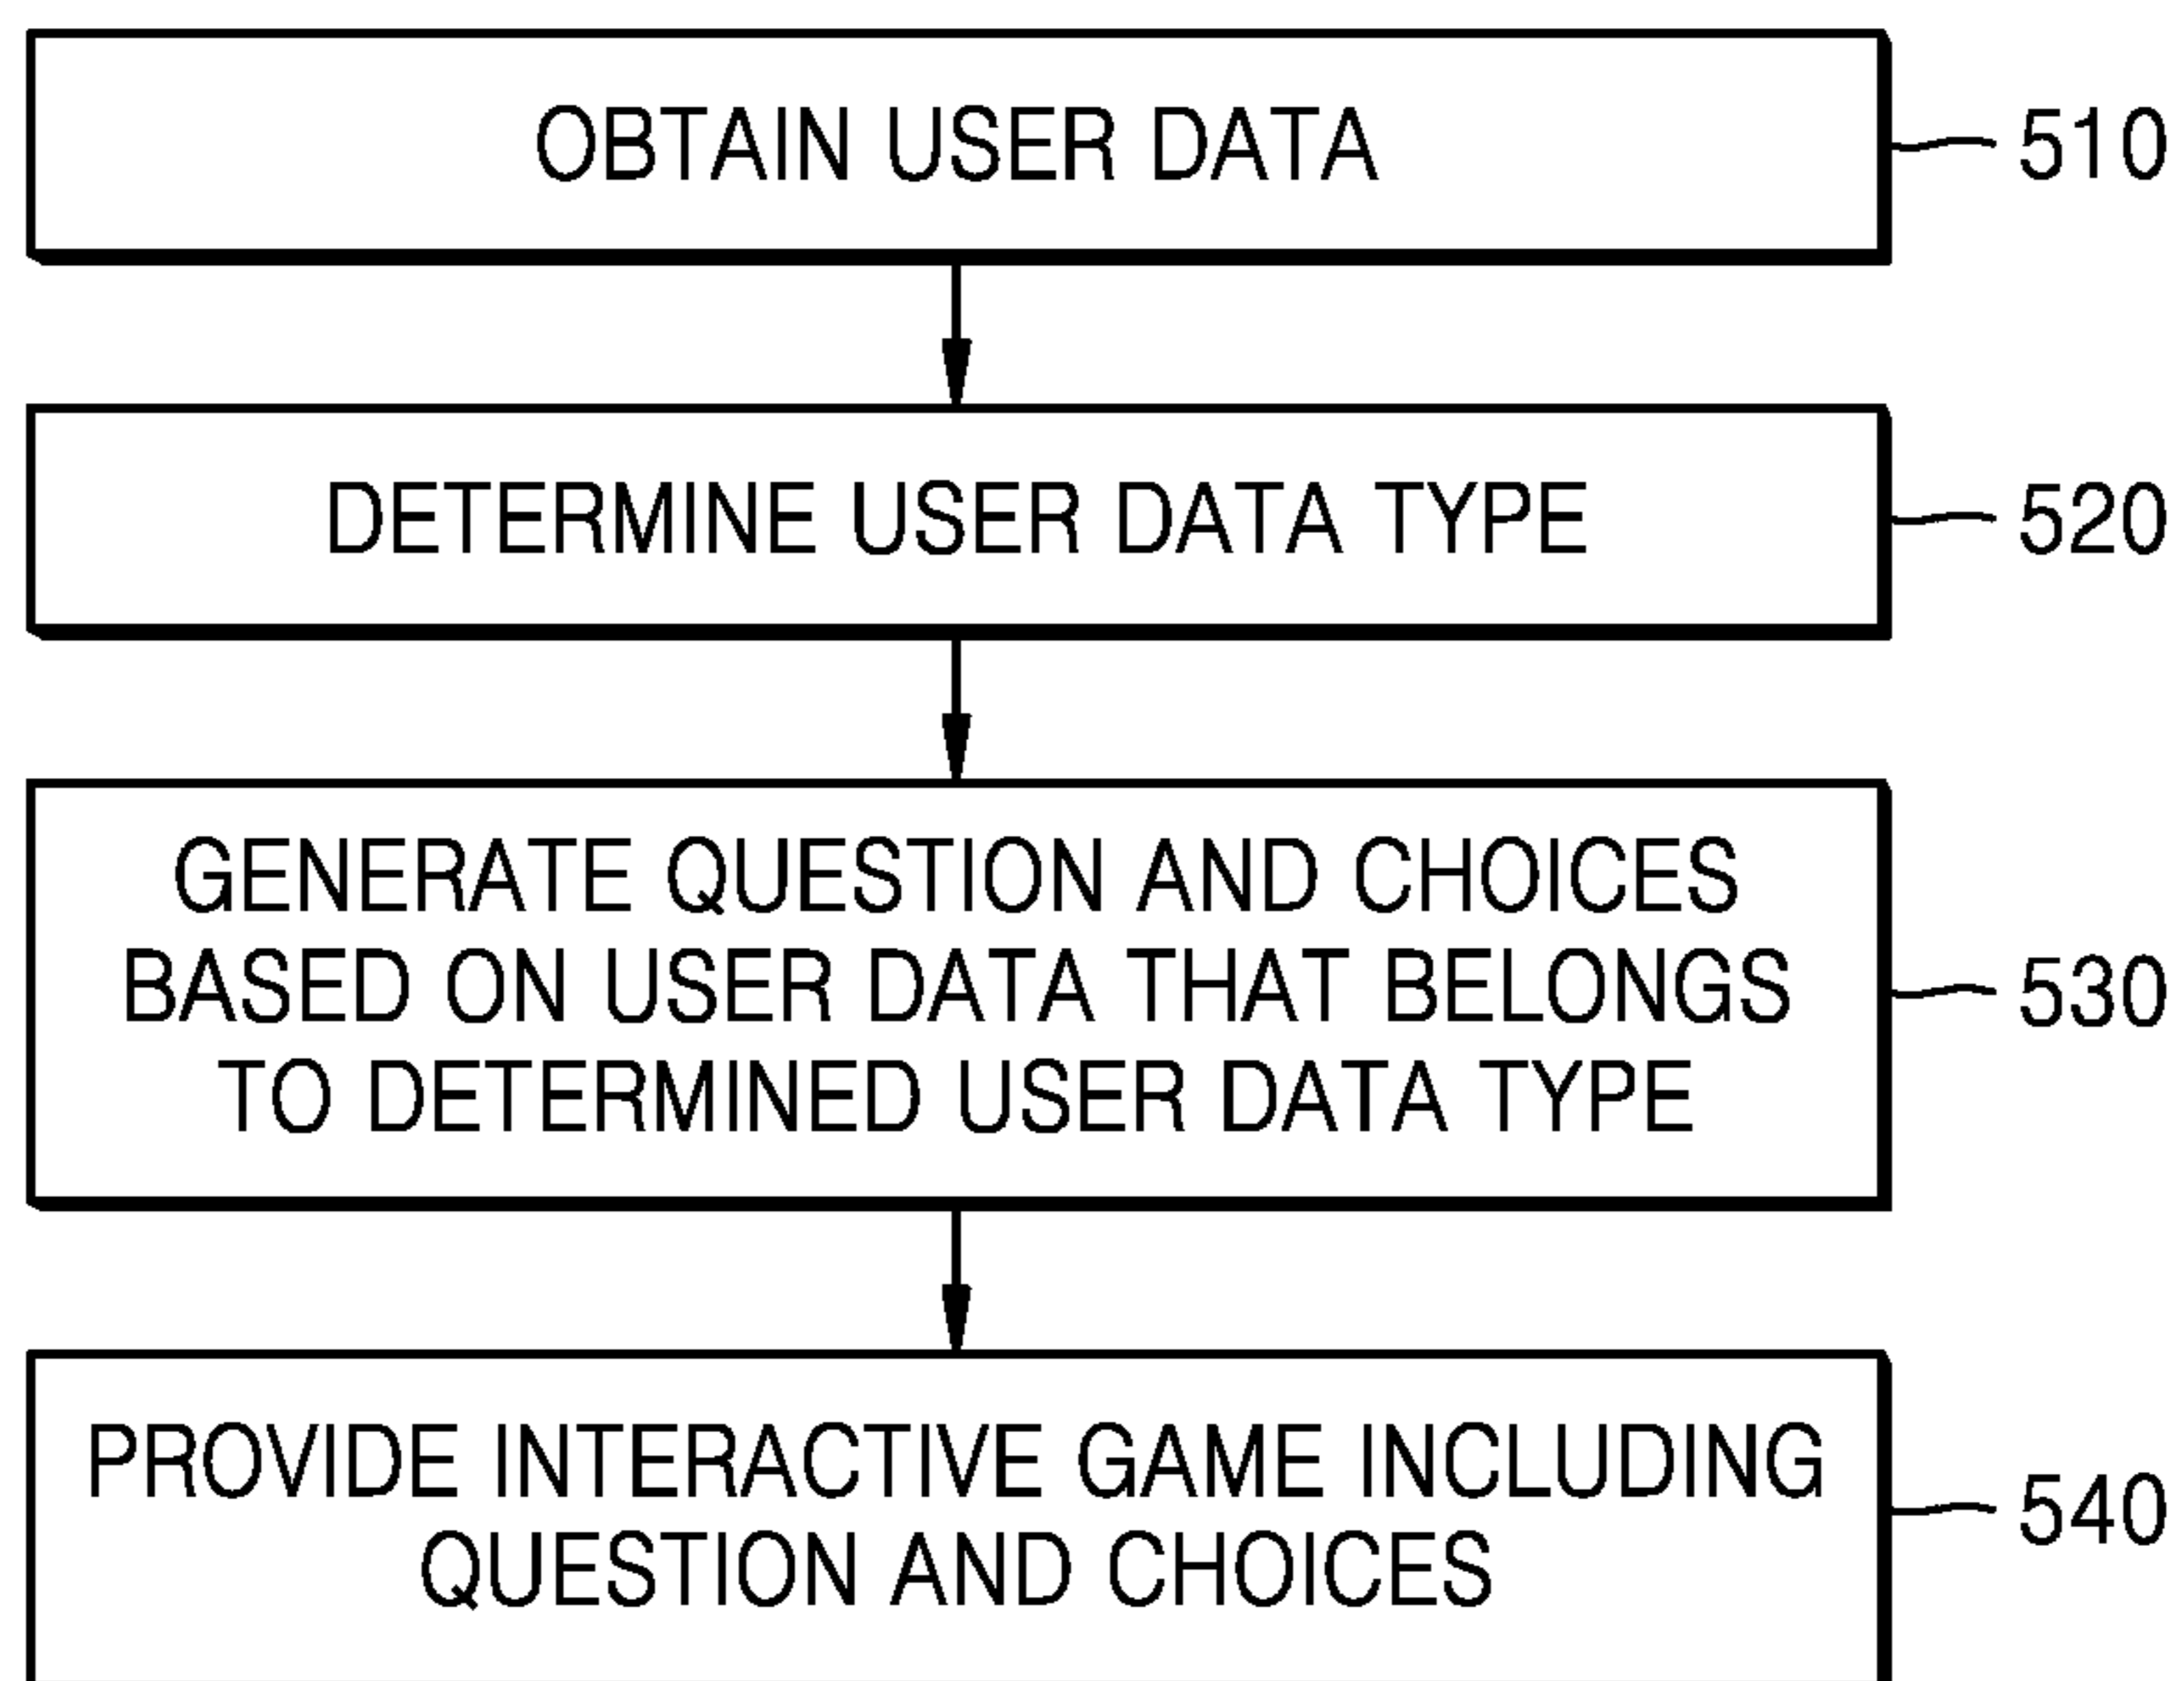 OBTAIN USER DATA
510
DETERMINE USER DATA TYPE
520
GENERATE QUESTION AND CHOICES
BASED ON USER DATA THAT BELONGS
TO DETERMINED USER DATA TYPE
530
PROVIDE INTERACTIVE GAME INCLUDING
QUESTION AND CHOICES
540